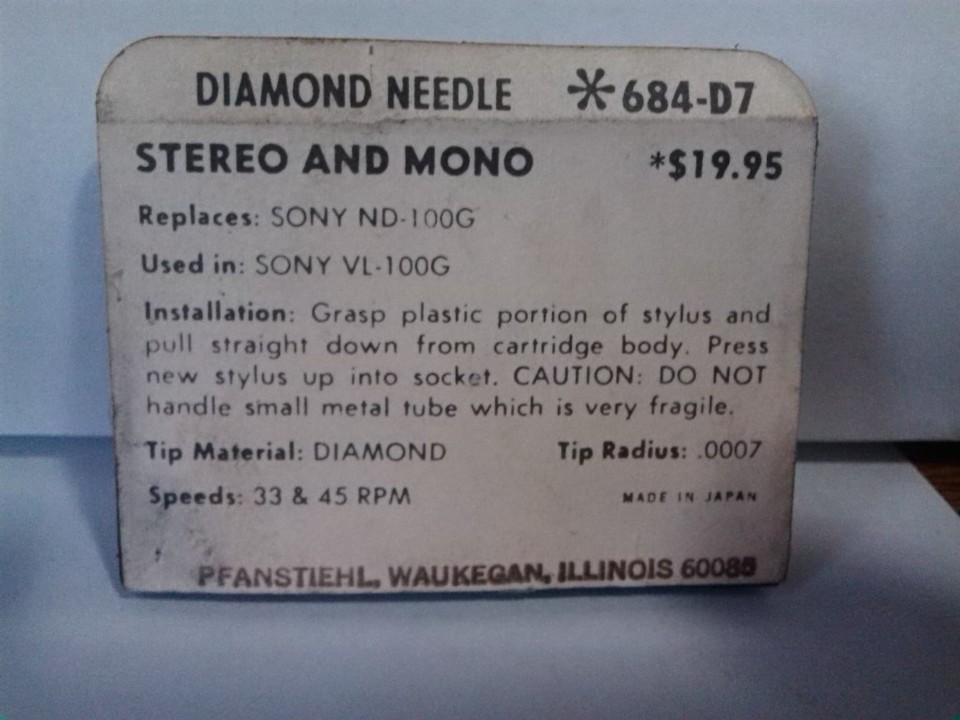 DIAMOND NEEDLE *684-D7
STEREO AND MONO *$19.95
Replaces: SONY ND-100G
Used in: SONY VL-100G
Installation: Grasp plastic portion of stylus and
pull straight down from cartridge body. Press
new stylus up into socket. CAUTION: DO NOT
handle small metal tube which is very fragile.
Tip Material: DIAMOND Tip Radius: .0007
Speeds: 33 & 45 RPM MADE IN JAPAN
PFANSTIEHL, WAUKEGAN, ILLINOIS 60085